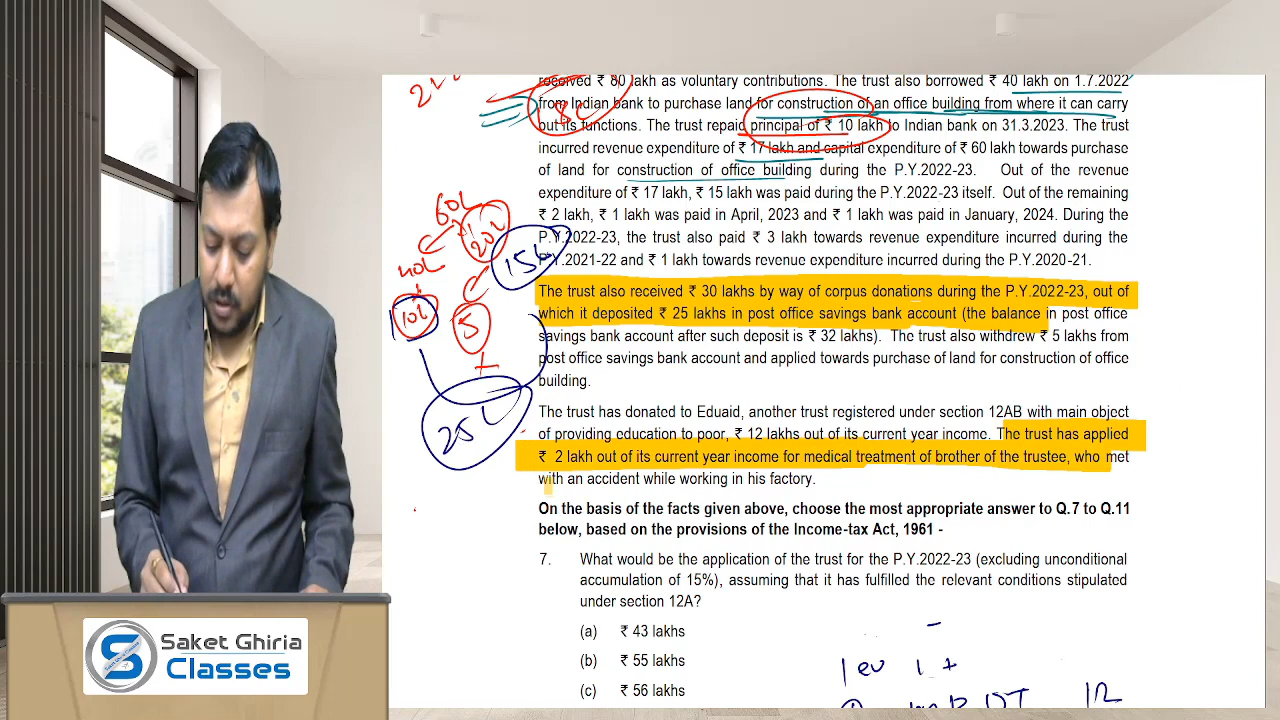 received ₹ 80 lakh as voluntary contributions. The trust also borrowed ₹ 40 lakh on 1.7.2022
from Indian bank to purchase land for construction of an office building from where it can carry
out its functions. The trust repaid principal of ₹ 10 lakh to Indian bank on 31.3.2023. The trust
incurred revenue expenditure of ₹ 17 lakh and capital expenditure of ₹ 60 lakh towards purchase
of land for construction of office building during the P.Y.2022-23. Out of the revenue
expenditure of ₹ 17 lakh, ₹ 15 lakh was paid during the P.Y.2022-23 itself. Out of the remaining
₹ 2 lakh, ₹ 1 lakh was paid in April, 2023 and ₹ 1 lakh was paid in January, 2024. During the
P.Y.2022-23, the trust also paid ₹ 3 lakh towards revenue expenditure incurred during the
P.Y.2021-22 and ₹ 1 lakh towards revenue expenditure incurred during the P.Y.2020-21.
60L
20L
15L
40L
+
10L
5
+
25L
The trust also received ₹ 30 lakhs by way of corpus donations during the P.Y.2022-23, out of
which it deposited ₹ 25 lakhs in post office savings bank account (the balance in post office
savings bank account after such deposit is ₹ 32 lakhs). The trust also withdrew ₹ 5 lakhs from
post office savings bank account and applied towards purchase of land for construction of office
building.
The trust has donated to Eduaid, another trust registered under section 12AB with main object
of providing education to poor, ₹ 12 lakhs out of its current year income. The trust has applied
₹ 2 lakh out of its current year income for medical treatment of brother of the trustee, who met
with an accident while working in his factory.
On the basis of the facts given above, choose the most appropriate answer to Q.7 to Q.11
below, based on the provisions of the Income-tax Act, 1961 -
7. What would be the application of the trust for the P.Y.2022-23 (excluding unconditional
accumulation of 15%), assuming that it has fulfilled the relevant conditions stipulated
under section 12A?
(a) ₹ 43 lakhs
(b) ₹ 55 lakhs
(c) ₹ 56 lakhs
Saket Ghiria
Classes